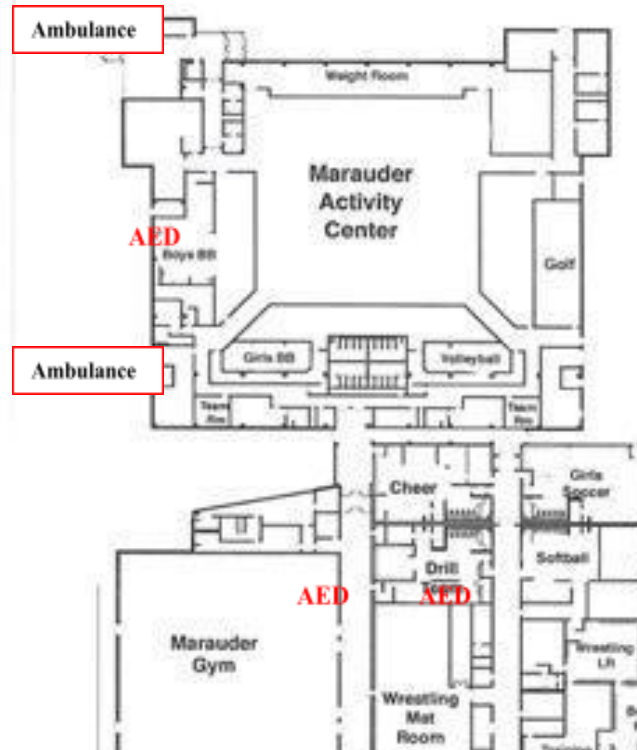 Ambulance
Weight Room
Marauder
Activity
Center
AED
Boys BB
Golf
Ambulance
Girls BB
Volleyball
Team
Rm
Team
Rm
Cheer
Girls
Soccer
Drill
Softball
AED
AED
Marauder
Gym
Wrestling
LR
Wrestling
Mat
Room